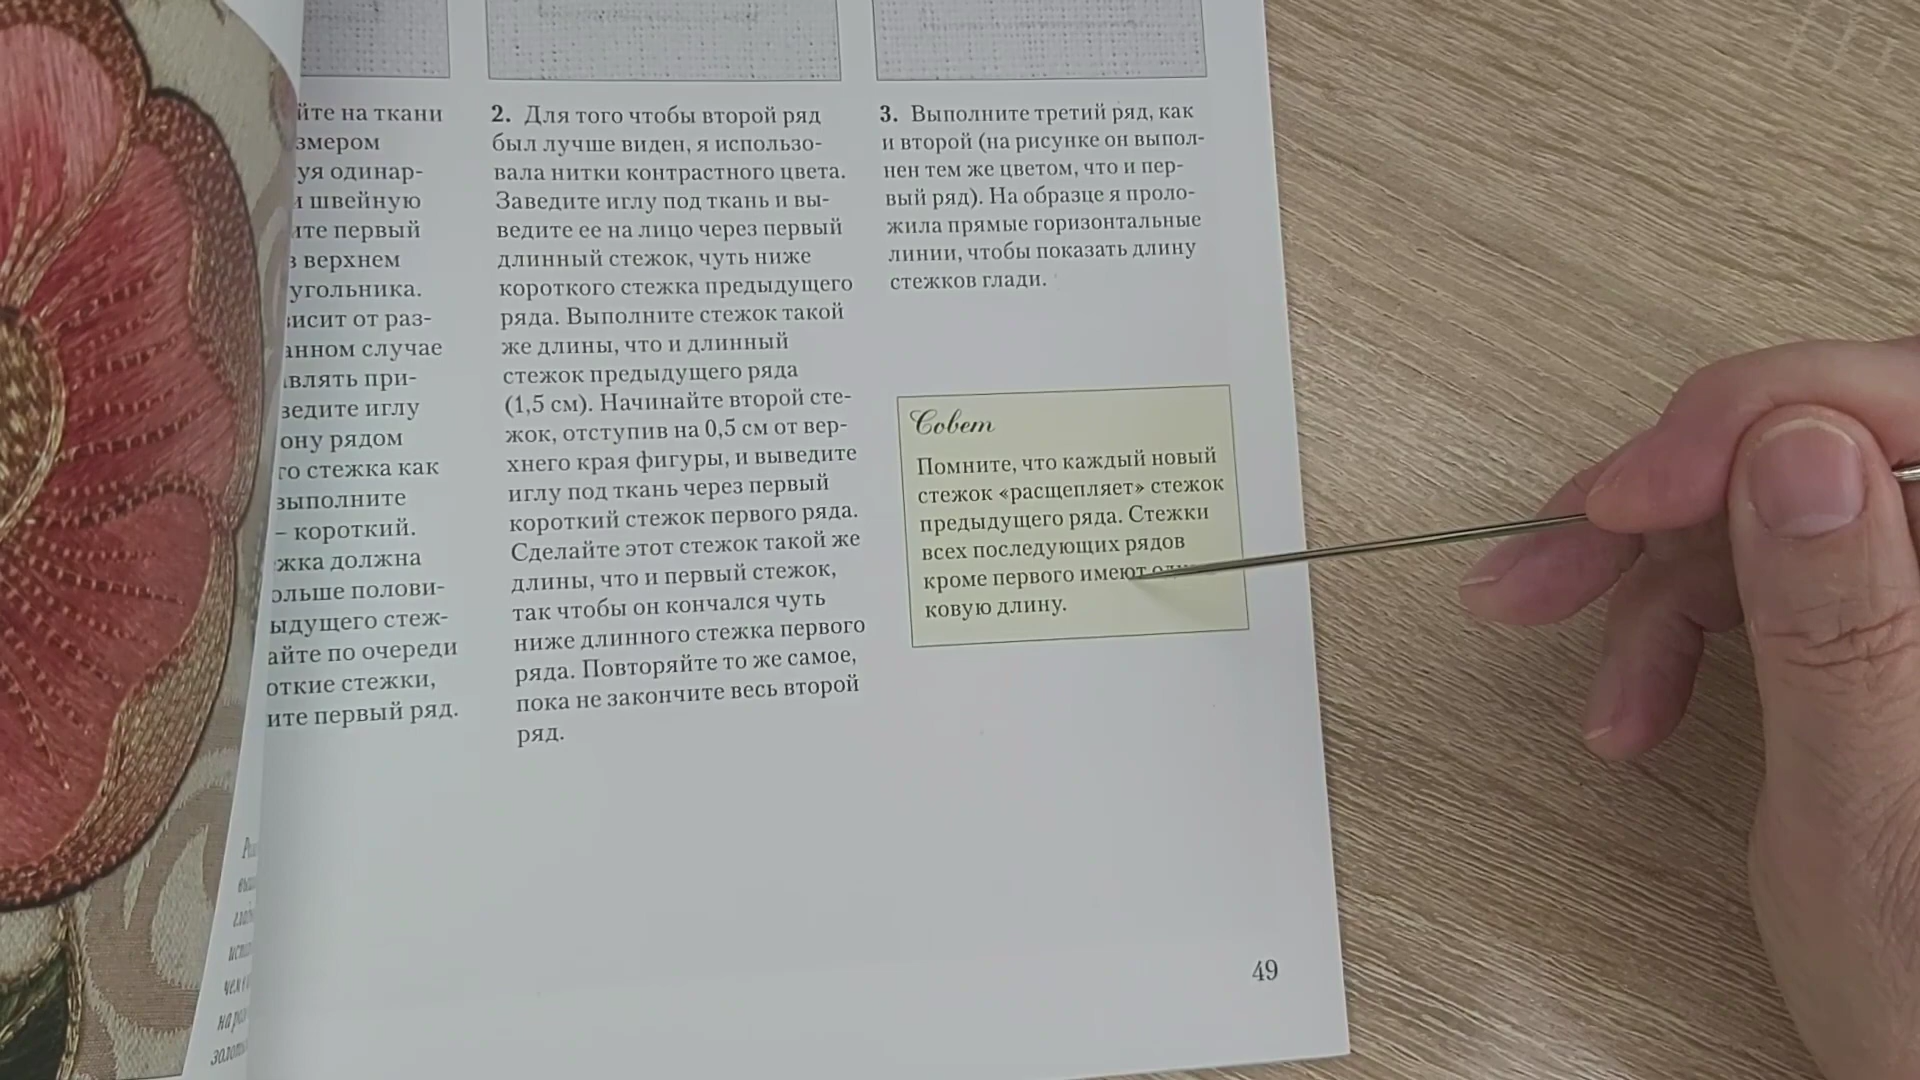 йте на ткани
змером
уя одинар-
и швейную
ите первый
в верхнем
угольника.
висит от раз-
анном случае
авлять при-
ведите иглу
ону рядом
го стежка как
выполните
– короткий.
жка должна
ольше полови-
ыдущего стеж-
айте по очереди
откие стежки,
ите первый ряд.
2. Для того чтобы второй ряд
был лучше виден, я использо-
вала нитки контрастного цвета.
Заведите иглу под ткань и вы-
ведите ее на лицо через первый
длинный стежок, чуть ниже
короткого стежка предыдущего
ряда. Выполните стежок такой
же длины, что и длинный
стежок предыдущего ряда
(1,5 см). Начинайте второй сте-
жок, отступив на 0,5 см от вер-
хнего края фигуры, и выведите
иглу под ткань через первый
короткий стежок первого ряда.
Сделайте этот стежок такой же
длины, что и первый стежок,
так чтобы он кончался чуть
ниже длинного стежка первого
ряда. Повторяйте то же самое,
пока не закончите весь второй
ряд.
3. Выполните третий ряд, как
и второй (на рисунке он выпол-
нен тем же цветом, что и пер-
вый ряд). На образце я проло-
жила прямые горизонтальные
линии, чтобы показать длину
стежков глади.
Совет
Помните, что каждый новый
стежок «расщепляет» стежок
предыдущего ряда. Стежки
всех последующих рядов
кроме первого имеют
ковую длину.
49